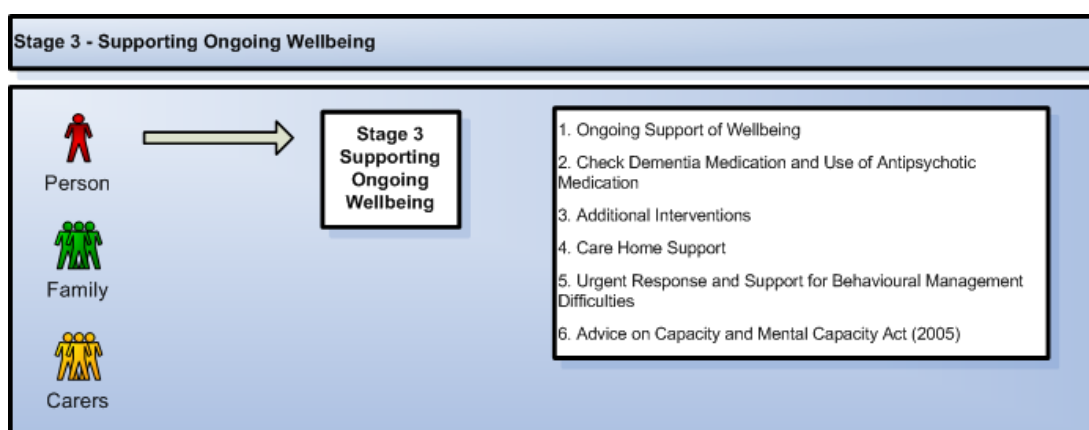 Stage 3 - Supporting Ongoing Wellbeing
Person
Family
Carers
Stage 3
Supporting
Ongoing
Wellbeing
1. Ongoing Support of Wellbeing
2. Check Dementia Medication and Use of Antipsychotic
Medication
3. Additional Interventions
4. Care Home Support
5. Urgent Response and Support for Behavioural Management
Difficulties
6. Advice on Capacity and Mental Capacity Act (2005)